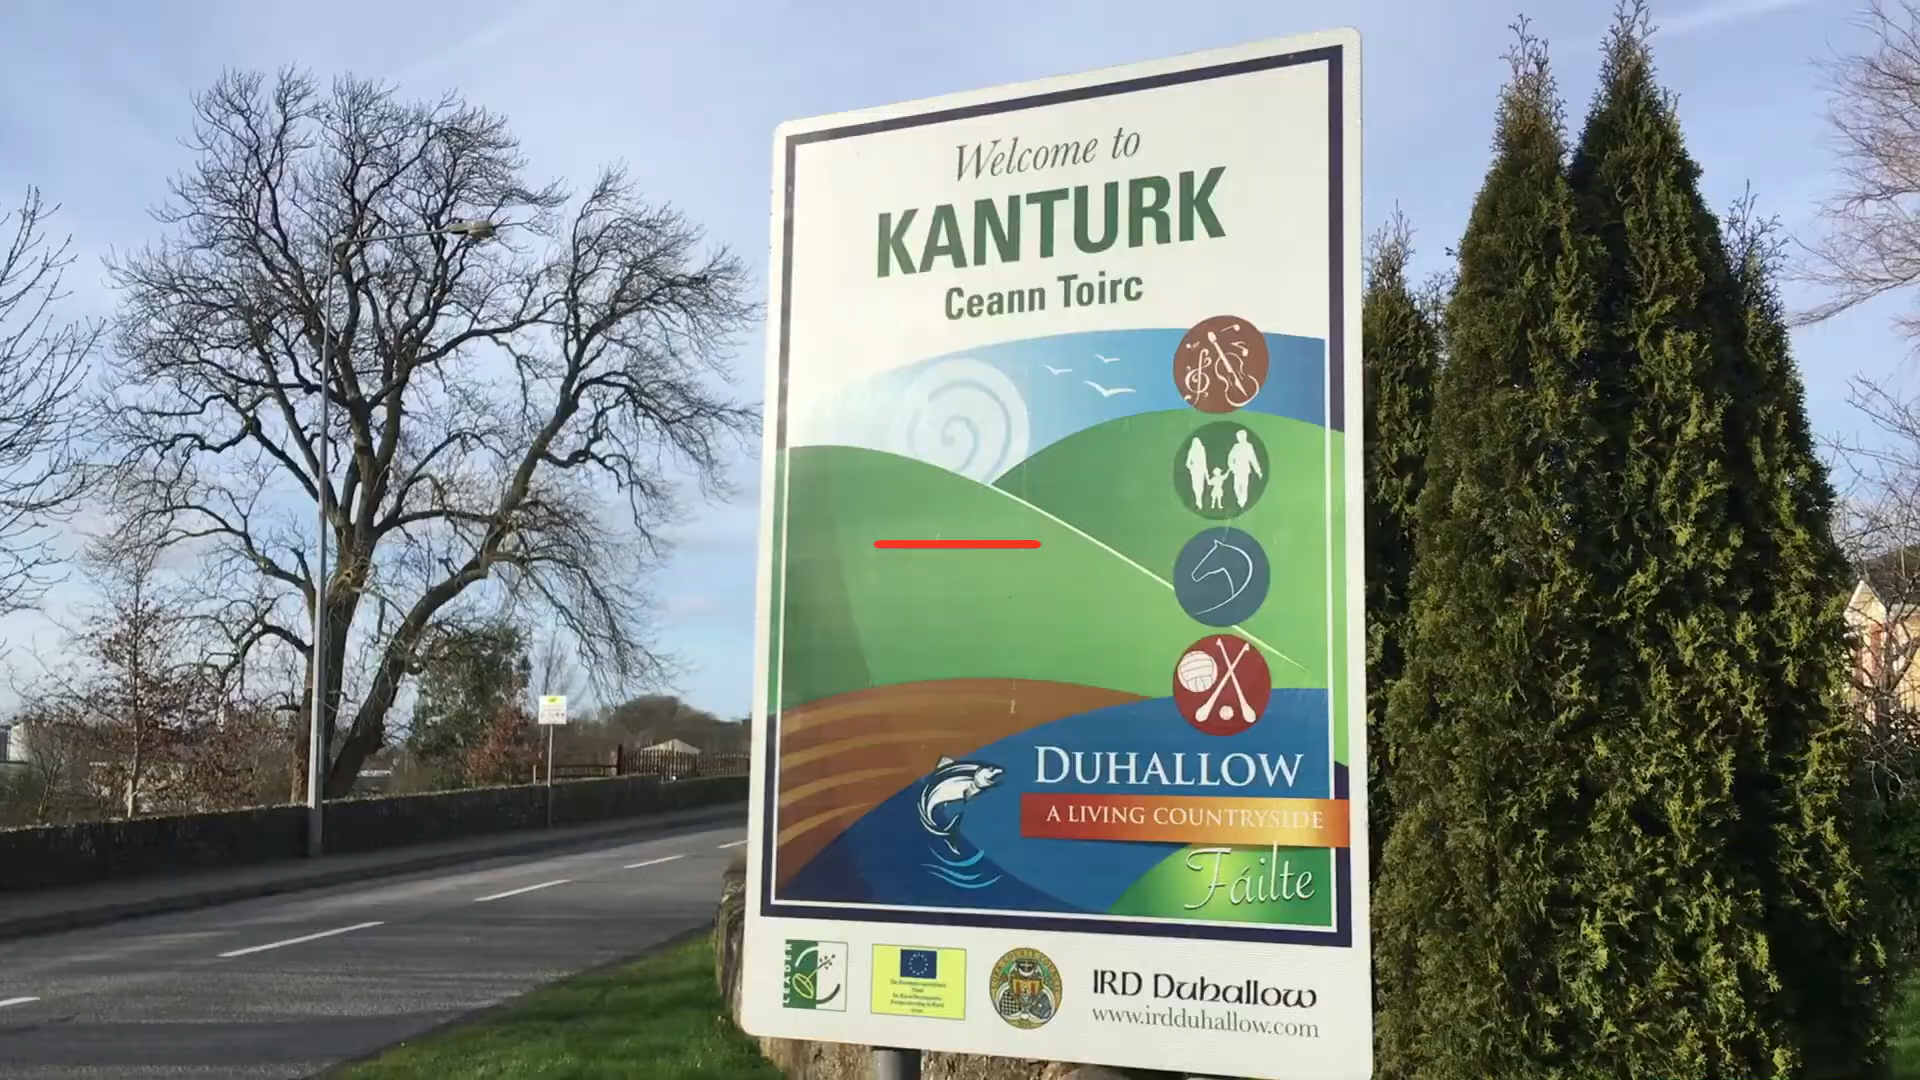 Welcome to
KANTURK
Ceann Toirc
DUHALLOW
A LIVING COUNTRYSIDE
Fáilte
LEADER
IRD Duhallow
www.irdduhallow.com